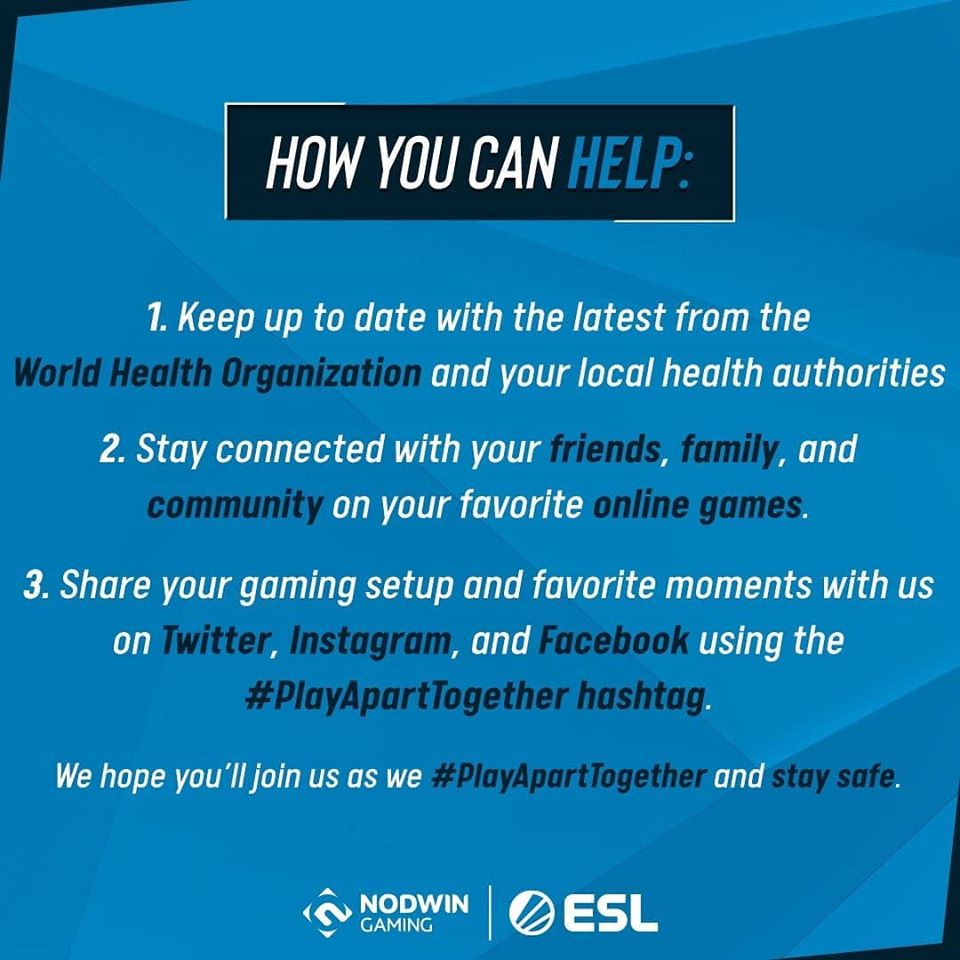 HOW YOU CAN HELP:
1. Keep up to date with the latest from the
World Health Organization and your local health authorities
2. Stay connected with your friends, family, and
community on your favorite online games.
3. Share your gaming setup and favorite moments with us
on Twitter, Instagram, and Facebook using the
#PlayApartTogether hashtag.
We hope you'll join us as we #PlayApartTogether and stay safe.
NODWIN
GAMING
ESL